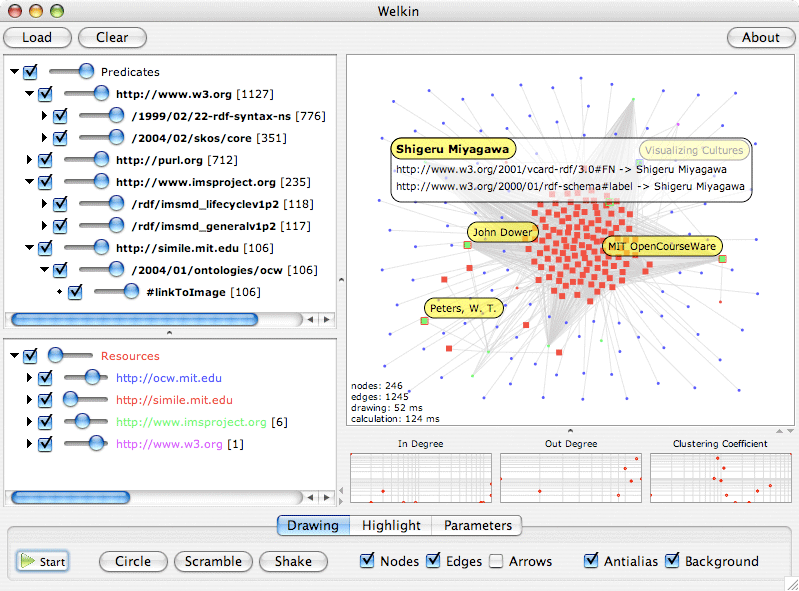 Welkin
Load Clear About
Predicates
http://www.w3.org [1127]
/1999/02/22-rdf-syntax-ns [776]
/2004/02/skos/core [351]
http://purl.org [712]
http://www.imsproject.org [235]
/rdf/imsmd_lifecyclev1p2 [118]
/rdf/imsmd_generalv1p2 [117]
http://simile.mit.edu [106]
/2004/01/ontologies/ocw [106]
#linkToImage [106]
Resources
http://ocw.mit.edu
http://simile.mit.edu
http://www.imsproject.org [6]
http://www.w3.org [1]
Shigeru Miyagawa
Visualizing Cultures
http://www.w3.org/2001/vcard-rdf/3.0#FN -> Shigeru Miyagawa
http://www.w3.org/2000/01/rdf-schema#label -> Shigeru Miyagawa
John Dower
MIT OpenCourseWare
Peters, W. T.
nodes: 246
edges: 1245
drawing: 52 ms
calculation: 124 ms
In Degree Out Degree Clustering Coefficient
Drawing Highlight Parameters
Start Circle Scramble Shake Nodes Edges Arrows Antialias Background